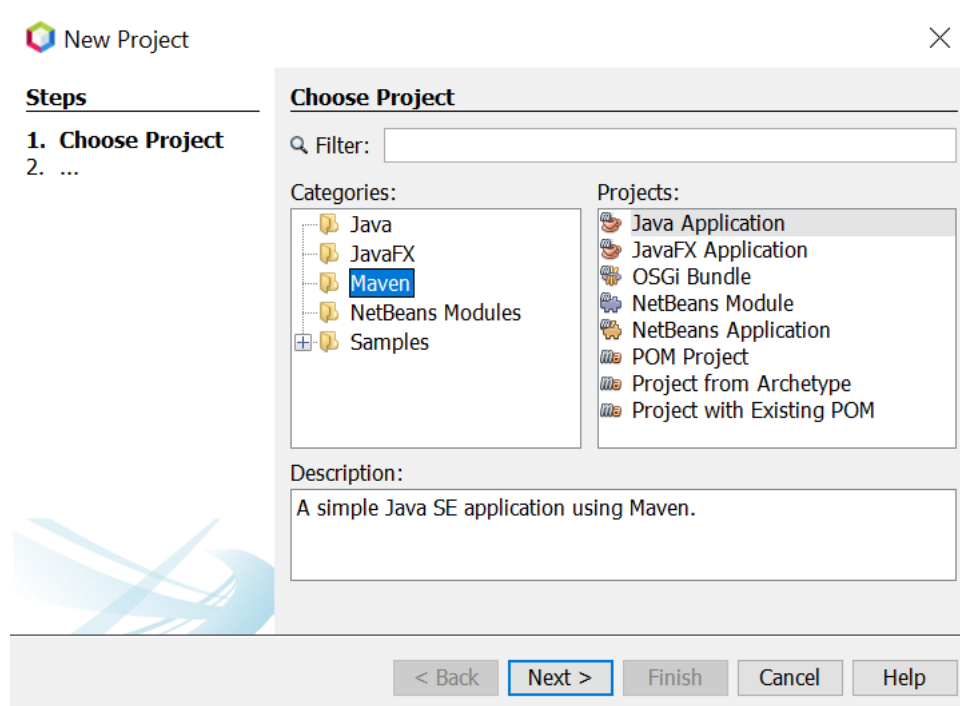 New Project
Steps
1. Choose Project
2. ...
Choose Project
Filter:
Categories:
Java
JavaFX
Maven
NetBeans Modules
Samples
Projects:
Java Application
JavaFX Application
OSGi Bundle
NetBeans Module
NetBeans Application
POM Project
Project from Archetype
Project with Existing POM
Description:
A simple Java SE application using Maven.
< Back Next > Finish Cancel Help